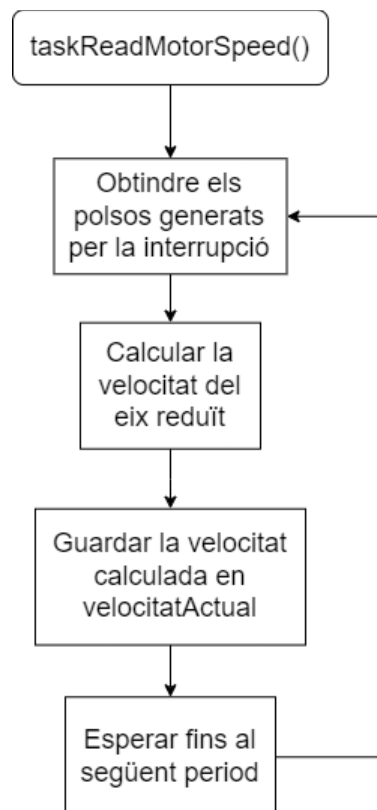 taskReadMotorSpeed()
Obtindre els
polsos generats
per la interrupció
Calcular la
velocitat del
eix reduït
Guardar la velocitat
calculada en
velocitatActual
Esperar fins al
següent period